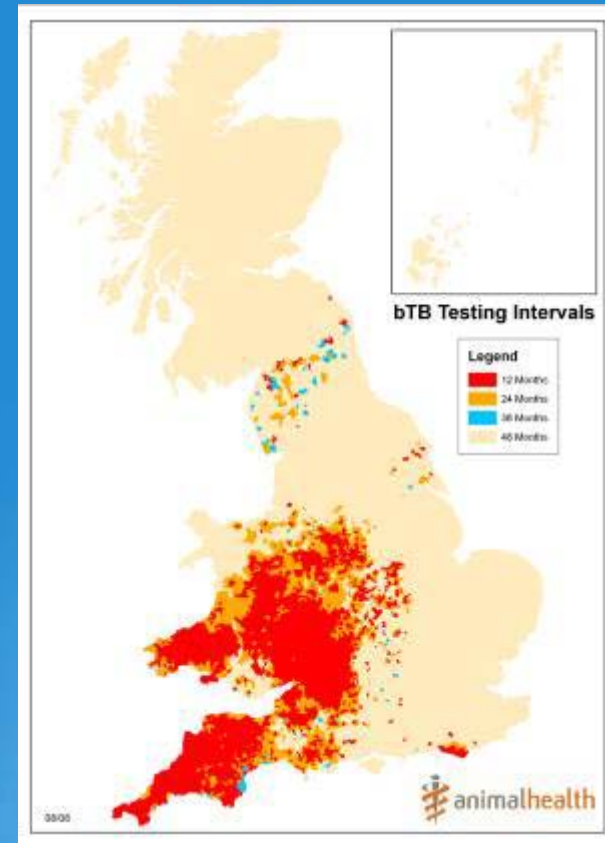 bTB Testing Intervals
Legend
12 Months
24 Months
36 Months
48 Months
animalhealth